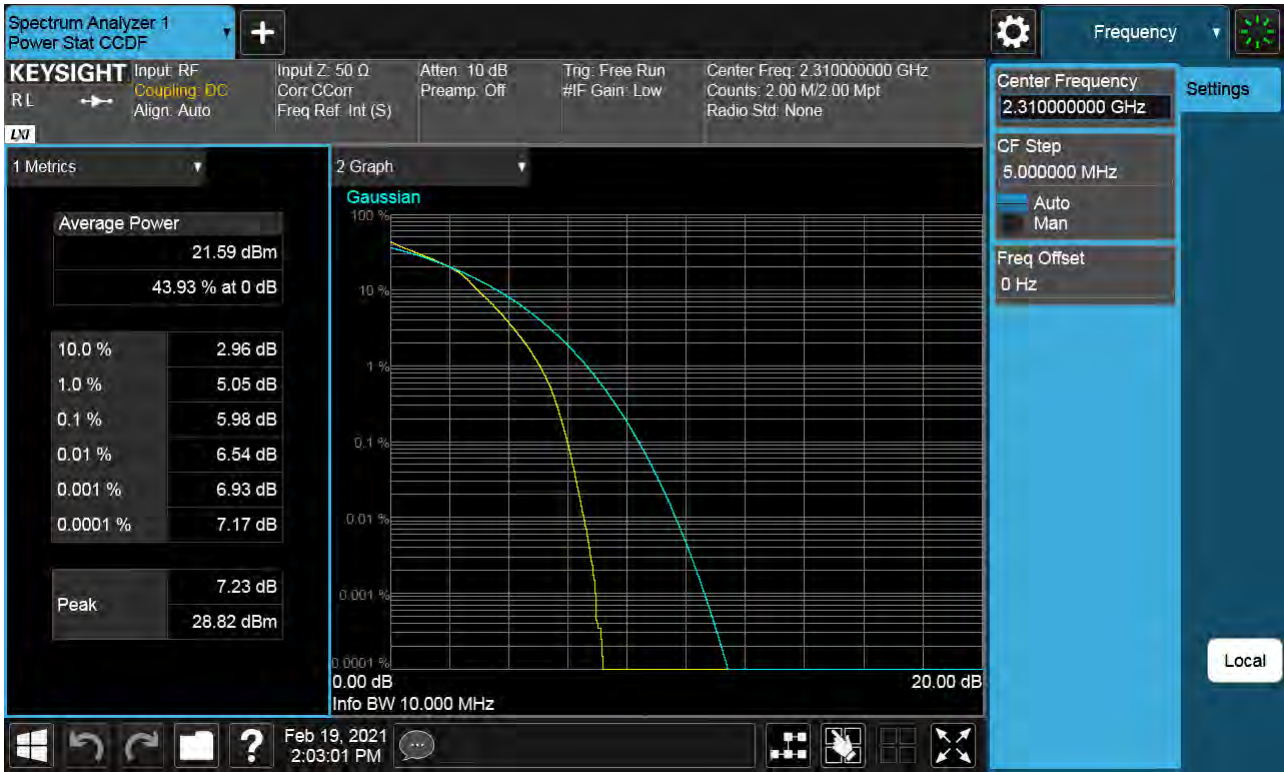 Spectrum Analyzer 1
Power Stat CCDF
Frequency
KEYSIGHT
R L
LXI
Input: RF
Coupling: DC
Align: Auto
Input Z: 50 Ω
Corr CCorr
Freq Ref: Int (S)
Atten: 10 dB
Preamp: Off
Trig: Free Run
#IF Gain: Low
Center Freq: 2.310000000 GHz
Counts: 2.00 M/2.00 Mpt
Radio Std: None
Center Frequency
2.310000000 GHz
Settings
CF Step
5.000000 MHz
Auto
Man
Freq Offset
0 Hz
Local
1 Metrics
Average Power
21.59 dBm
43.93 % at 0 dB
10.0 % 2.96 dB
1.0 % 5.05 dB
0.1 % 5.98 dB
0.01 % 6.54 dB
0.001 % 6.93 dB
0.0001 % 7.17 dB
Peak
7.23 dB
28.82 dBm
2 Graph
Gaussian
100 %
10 %
1 %
0.1 %
0.01 %
0.001 %
0.0001 %
0.00 dB 20.00 dB
Info BW 10.000 MHz
?
Feb 19, 2021
2:03:01 PM